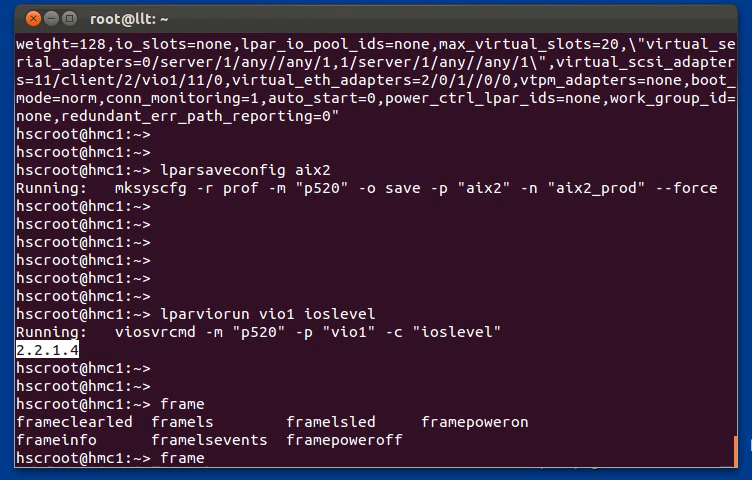 root@llt: ~
weight=128,io_slots=none,lpar_io_pool_ids=none,max_virtual_slots=20,\"virtual_se
rial_adapters=0/server/1/any//any/1,1/server/1/any//any/1\",virtual_scsi_adapter
s=11/client/2/vio1/11/0,virtual_eth_adapters=2/0/1//0/0,vtpm_adapters=none,boot_
mode=norm,conn_monitoring=1,auto_start=0,power_ctrl_lpar_ids=none,work_group_id=
none,redundant_err_path_reporting=0"
hscroot@hmc1:~>
hscroot@hmc1:~>
hscroot@hmc1:~> lparsaveconfig aix2
Running:   mksyscfg -r prof -m "p520" -o save -p "aix2" -n "aix2_prod" --force
hscroot@hmc1:~>
hscroot@hmc1:~>
hscroot@hmc1:~>
hscroot@hmc1:~>
hscroot@hmc1:~>
hscroot@hmc1:~>
hscroot@hmc1:~> lparviorun vio1 ioslevel
Running:   viosvrcmd -m "p520" -p "vio1" -c "ioslevel"
2.2.1.4
hscroot@hmc1:~>
hscroot@hmc1:~>
hscroot@hmc1:~> frame
frameclearled  framels        framelsled     framepoweron
frameinfo      framelsevents  framepoweroff
hscroot@hmc1:~> frame